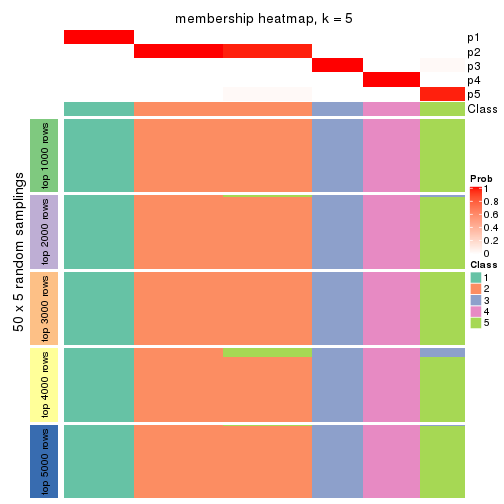 membership heatmap, k = 5
p1
p2
p3
p4
p5
Class
50 x 5 random samplings
top 1000 rows
top 2000 rows
top 3000 rows
top 4000 rows
top 5000 rows
Prob
1
0.8
0.6
0.4
0.2
0
Class
1
2
3
4
5